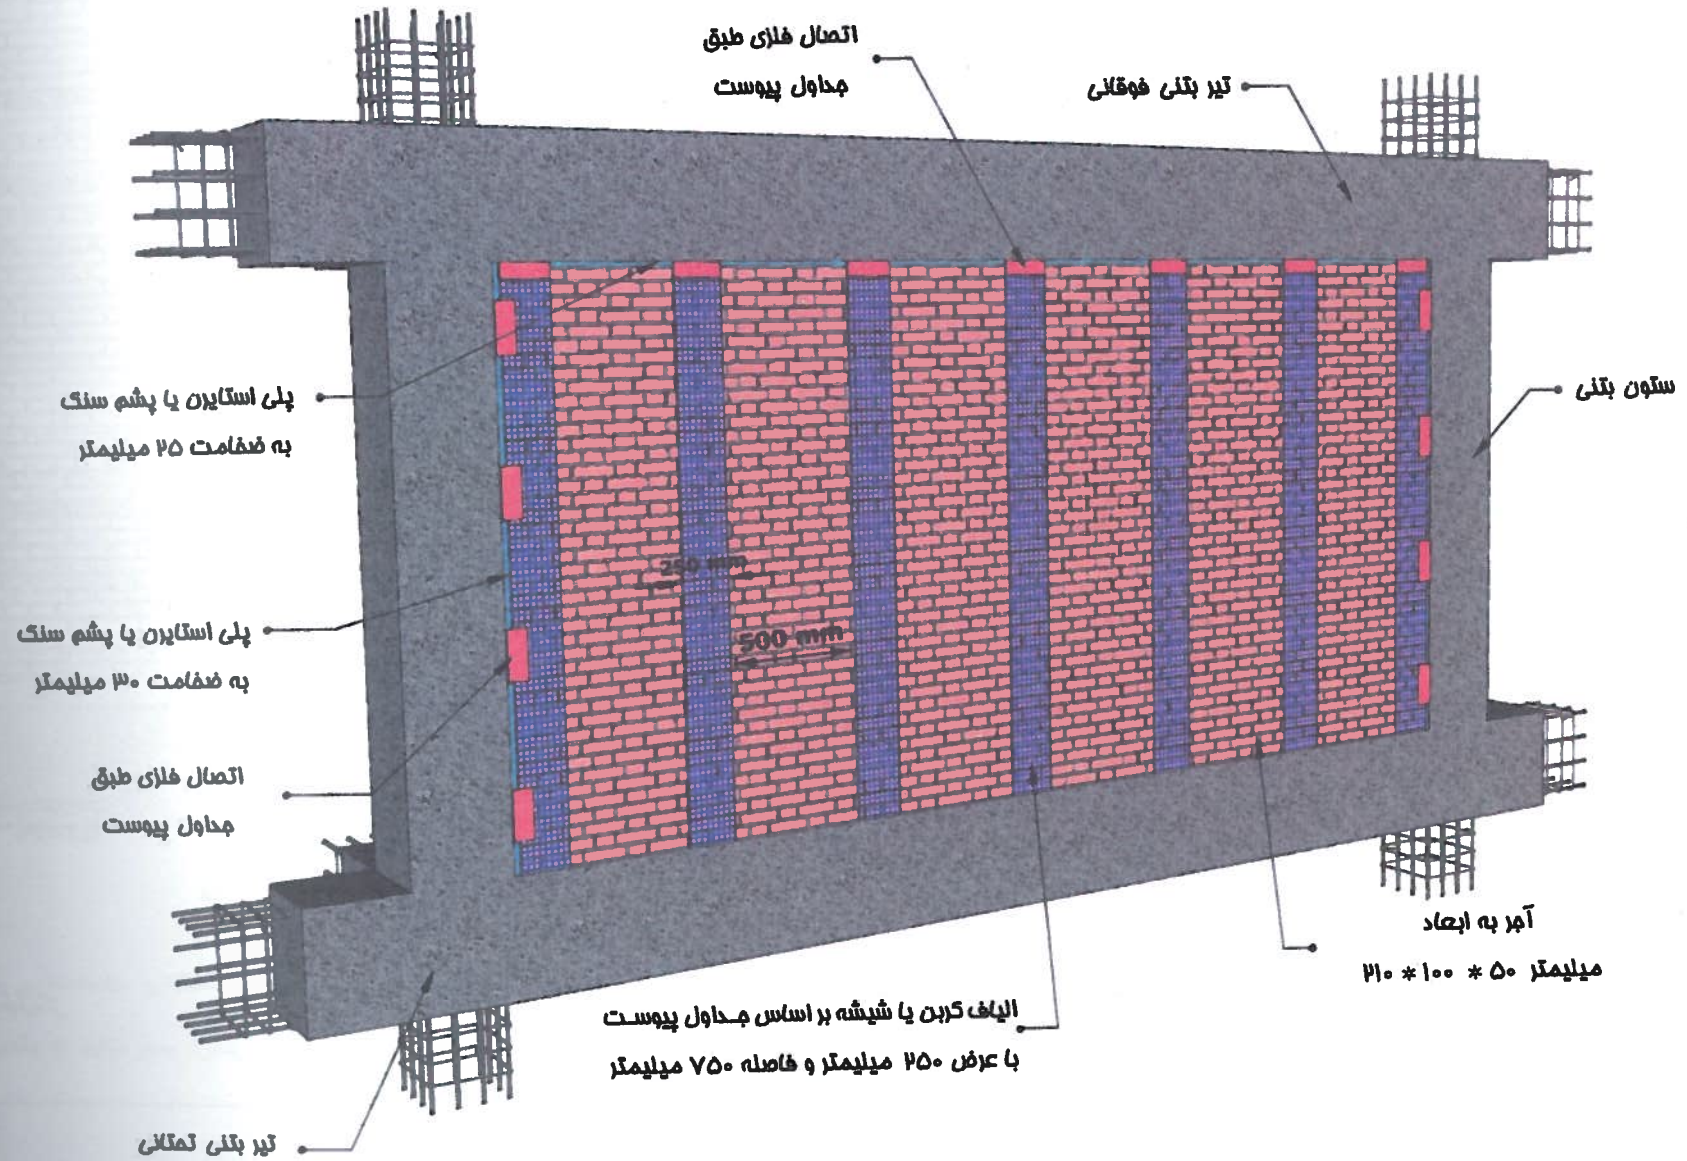 اتصال فلزی طبق
جداول پیوست
تیر بتنی فوقانی
ستون بتنی
پلی استایرن یا پشم سنگ
به ضخامت ۲۵ میلیمتر
250 mm
پلی استایرن یا پشم سنگ
به ضخامت ۳۰ میلیمتر
500 mm
اتصال فلزی طبق
جداول پیوست
آجر به ابعاد
۲۱۰ * ۱۰۰ * ۵۰ میلیمتر
الیاف کربن یا شیشه بر اساس جداول پیوست
با عرض ۲۵۰ میلیمتر و فاصله ۷۵۰ میلیمتر
تیر بتنی تحتانی